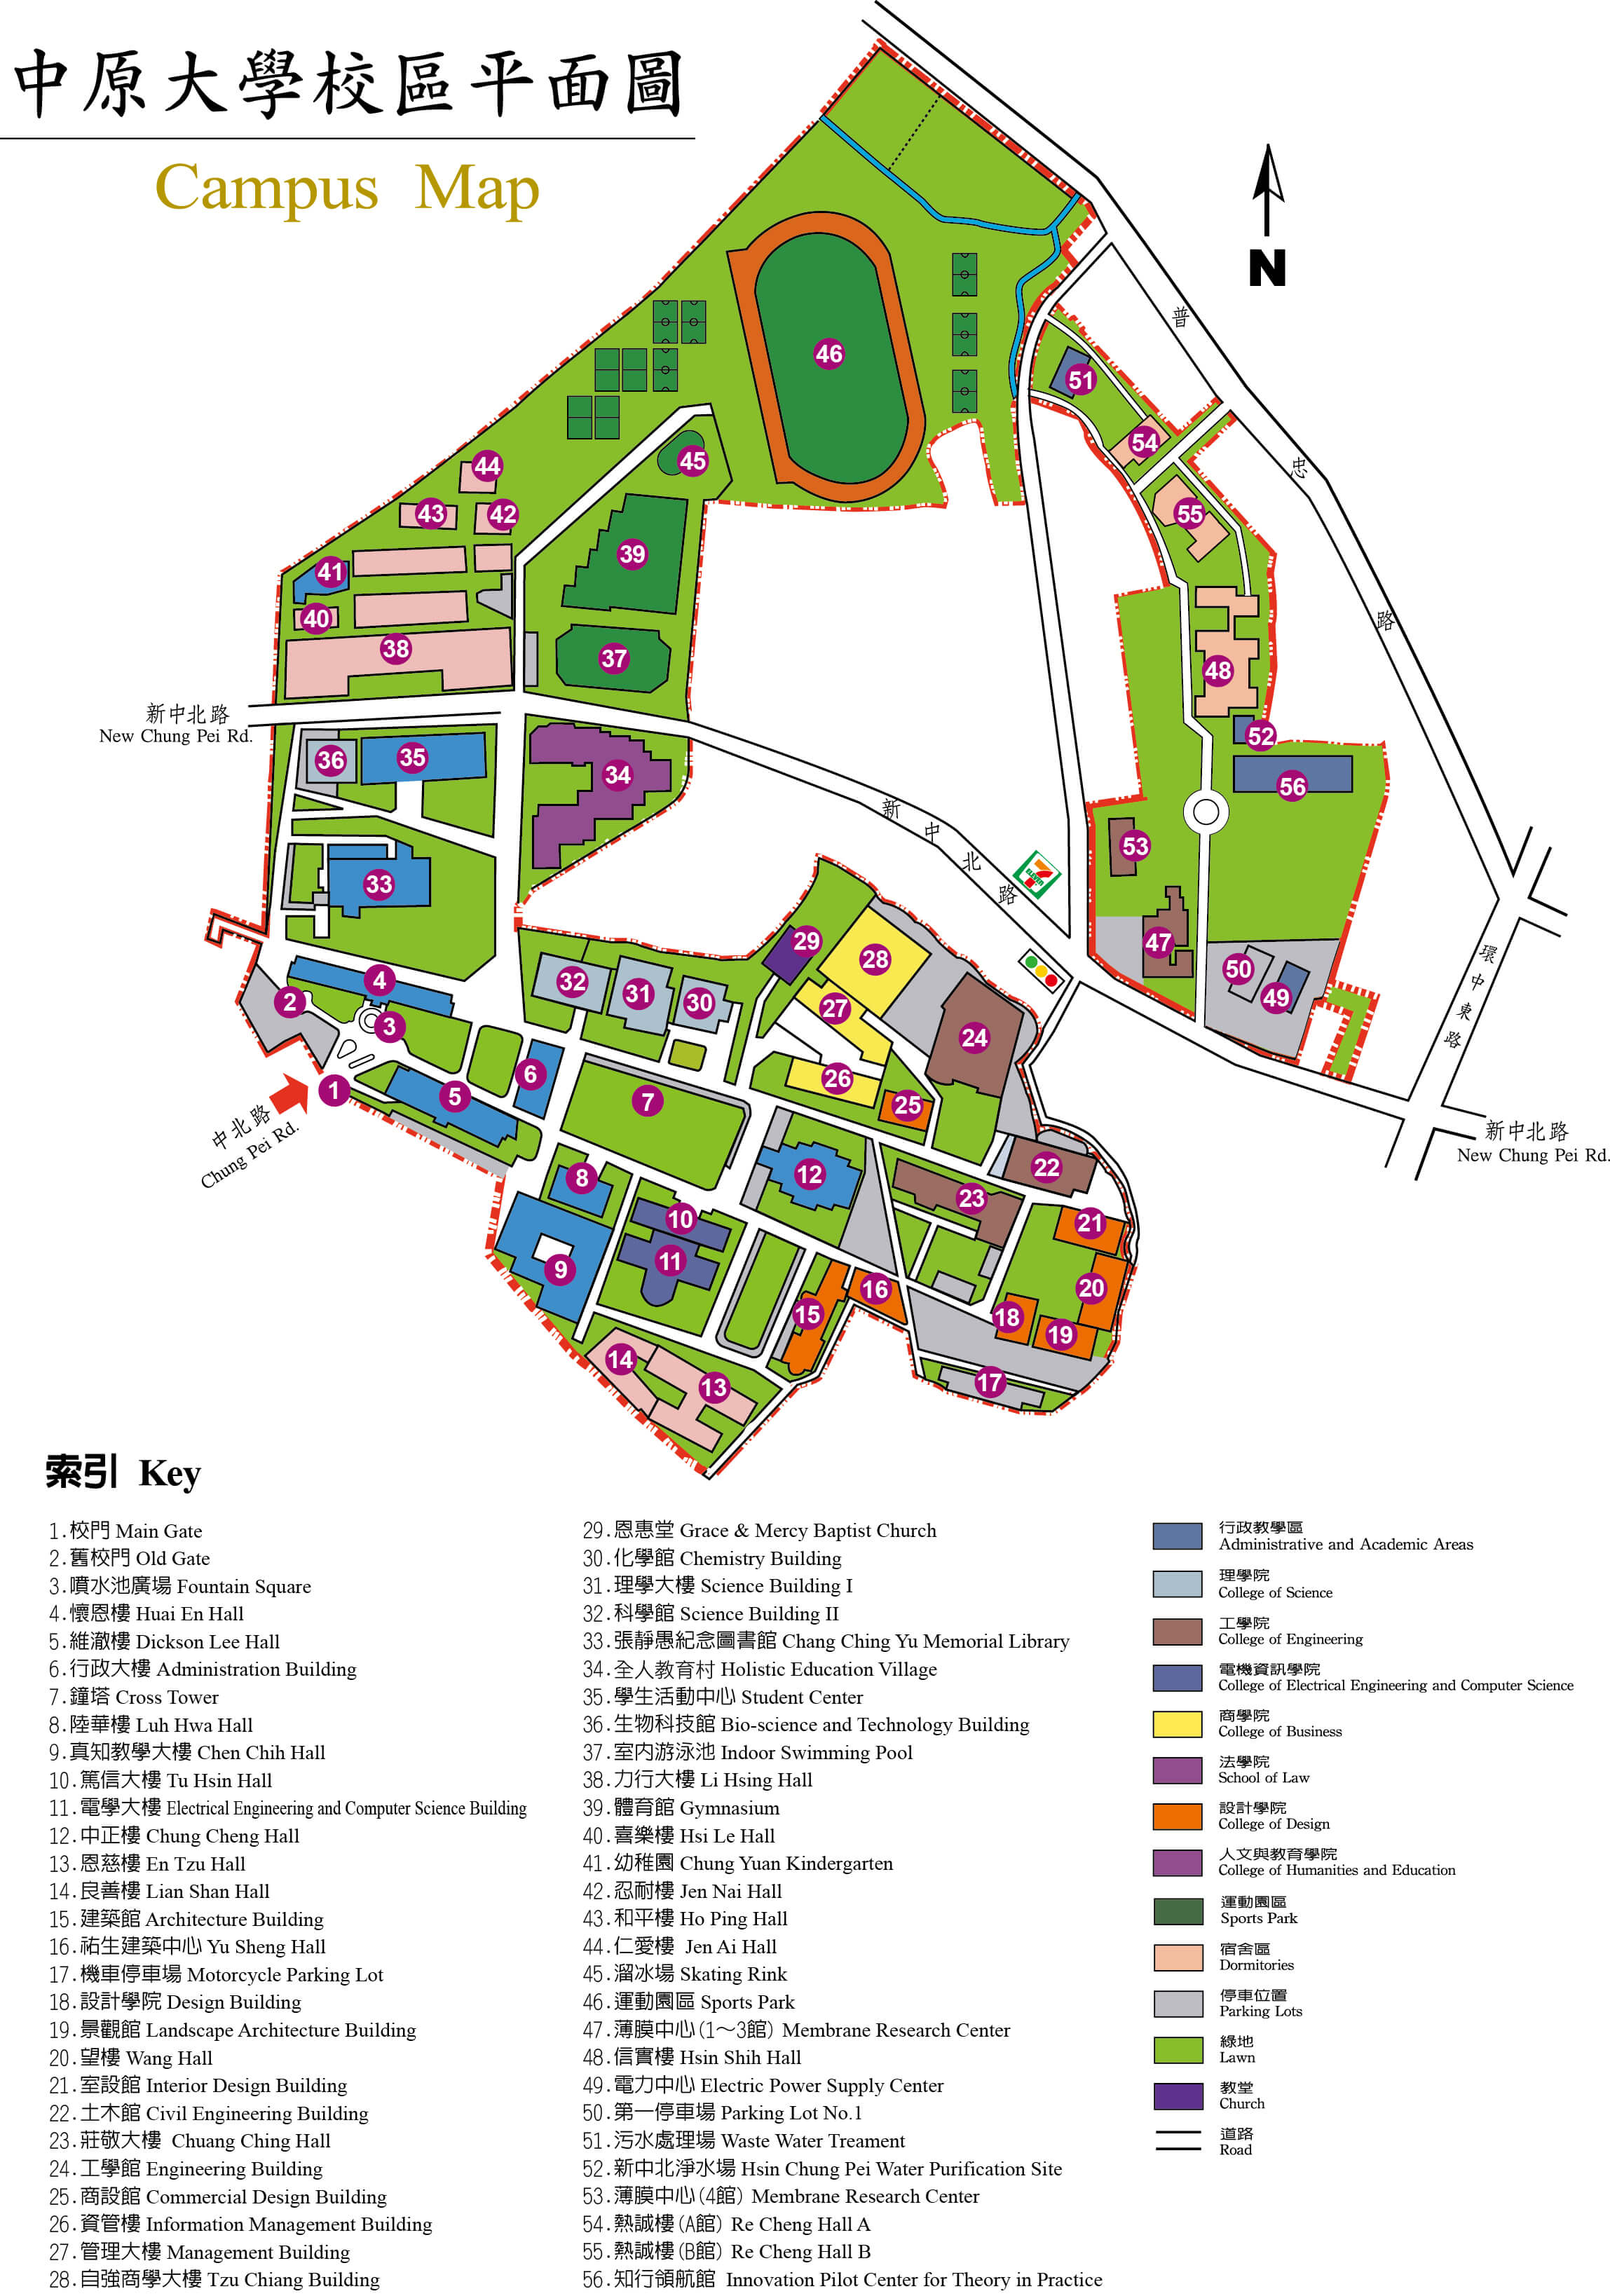 中原大學校區平面圖
Campus Map
N
普
忠
路
46
51
54
45
44
43
42
55
39
41
40
38
37
48
新中北路
New Chung Pei Rd.
52
36
35
34
56
新
中
北
路
7
ELEVEN
53
33
29
28
47
50
49
環
中
東
路
4
2
3
32
31
30
27
24
1
5
6
7
26
25
中北路
Chung Pei Rd.
新中北路
New Chung Pei Rd.
8
12
22
23
10
21
11
9
15
16
20
18
19
14
13
17
索引 Key
1.校門 Main Gate
2.舊校門 Old Gate
3.噴水池廣場 Fountain Square
4.懷恩樓 Huai En Hall
5.維澈樓 Dickson Lee Hall
6.行政大樓 Administration Building
7.鐘塔 Cross Tower
8.陸華樓 Luh Hwa Hall
9.真知教學大樓 Chen Chih Hall
10.篤信大樓 Tu Hsin Hall
11.電學大樓 Electrical Engineering and Computer Science Building
12.中正樓 Chung Cheng Hall
13.恩慈樓 En Tzu Hall
14.良善樓 Lian Shan Hall
15.建築館 Architecture Building
16.祐生建築中心 Yu Sheng Hall
17.機車停車場 Motorcycle Parking Lot
18.設計學院 Design Building
19.景觀館 Landscape Architecture Building
20.望樓 Wang Hall
21.室設館 Interior Design Building
22.土木館 Civil Engineering Building
23.莊敬大樓 Chuang Ching Hall
24.工學館 Engineering Building
25.商設館 Commercial Design Building
26.資管樓 Information Management Building
27.管理大樓 Management Building
28.自強商學大樓 Tzu Chiang Building
29.恩惠堂 Grace & Mercy Baptist Church
30.化學館 Chemistry Building
31.理學大樓 Science Building I
32.科學館 Science Building II
33.張靜愚紀念圖書館 Chang Ching Yu Memorial Library
34.全人教育村 Holistic Education Village
35.學生活動中心 Student Center
36.生物科技館 Bio-science and Technology Building
37.室內游泳池 Indoor Swimming Pool
38.力行大樓 Li Hsing Hall
39.體育館 Gymnasium
40.喜樂樓 Hsi Le Hall
41.幼稚園 Chung Yuan Kindergarten
42.忍耐樓 Jen Nai Hall
43.和平樓 Ho Ping Hall
44.仁愛樓 Jen Ai Hall
45.溜冰場 Skating Rink
46.運動園區 Sports Park
47.薄膜中心(1～3館) Membrane Research Center
48.信實樓 Hsin Shih Hall
49.電力中心 Electric Power Supply Center
50.第一停車場 Parking Lot No.1
51.污水處理場 Waste Water Treament
52.新中北淨水場 Hsin Chung Pei Water Purification Site
53.薄膜中心(4館) Membrane Research Center
54.熱誠樓(A館) Re Cheng Hall A
55.熱誠樓(B館) Re Cheng Hall B
56.知行領航館 Innovation Pilot Center for Theory in Practice
行政教學區
Administrative and Academic Areas
理學院
College of Science
工學院
College of Engineering
電機資訊學院
College of Electrical Engineering and Computer Science
商學院
College of Business
法學院
School of Law
設計學院
College of Design
人文與教育學院
College of Humanities and Education
運動園區
Sports Park
宿舍區
Dormitories
停車位置
Parking Lots
綠地
Lawn
教堂
Church
道路
Road